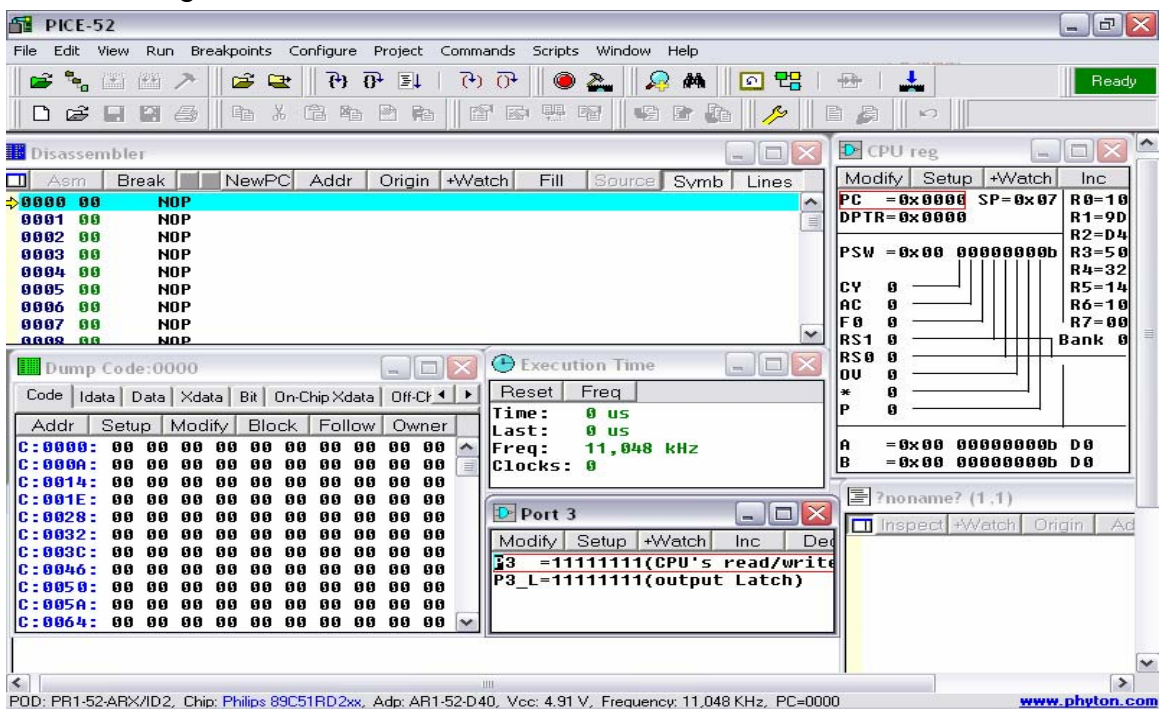 PICE-52
File Edit View Run Breakpoints Configure Project Commands Scripts Window Help
Ready
Disassembler
Asm Break NewPC Addr Origin +Watch Fill Source Symb Lines
0000 00 NOP
0001 00 NOP
0002 00 NOP
0003 00 NOP
0004 00 NOP
0005 00 NOP
0006 00 NOP
0007 00 NOP
0008 00 NOP
CPU reg
Modify Setup +Watch Inc
PC =0x0000 SP=0x07 R0=10
DPTR=0x0000 R1=9D
R2=D4
PSW =0x00 00000000b R3=50
R4=32
CY 0 R5=14
AC 0 R6=10
F0 0 R7=00
RS1 0 Bank 0
RS0 0
OV 0
* 0
P 0
A =0x00 00000000b D0
B =0x00 00000000b D0
Dump Code:0000
Code Idata Data Xdata Bit On-Chip Xdata Off-Ch
Addr Setup Modify Block Follow Owner
C:0000: 00 00 00 00 00 00 00 00 00 00
C:000A: 00 00 00 00 00 00 00 00 00 00
C:0014: 00 00 00 00 00 00 00 00 00 00
C:001E: 00 00 00 00 00 00 00 00 00 00
C:0028: 00 00 00 00 00 00 00 00 00 00
C:0032: 00 00 00 00 00 00 00 00 00 00
C:003C: 00 00 00 00 00 00 00 00 00 00
C:0046: 00 00 00 00 00 00 00 00 00 00
C:0050: 00 00 00 00 00 00 00 00 00 00
C:005A: 00 00 00 00 00 00 00 00 00 00
C:0064: 00 00 00 00 00 00 00 00 00 00
Execution Time
Reset Freq
Time: 0 us
Last: 0 us
Freq: 11,048 kHz
Clocks: 0
Port 3
Modify Setup +Watch Inc Dec
P3 =11111111(CPU's read/write
P3_L=11111111(output Latch)
?noname? (1,1)
Inspect +Watch Origin Ad
POD: PR1-52-ARX/ID2, Chip: Philips 89C51RD2xx, Adp: AR1-52-D40, Vcc: 4.91 V, Frequency: 11,048 KHz, PC=0000
www.phyton.com